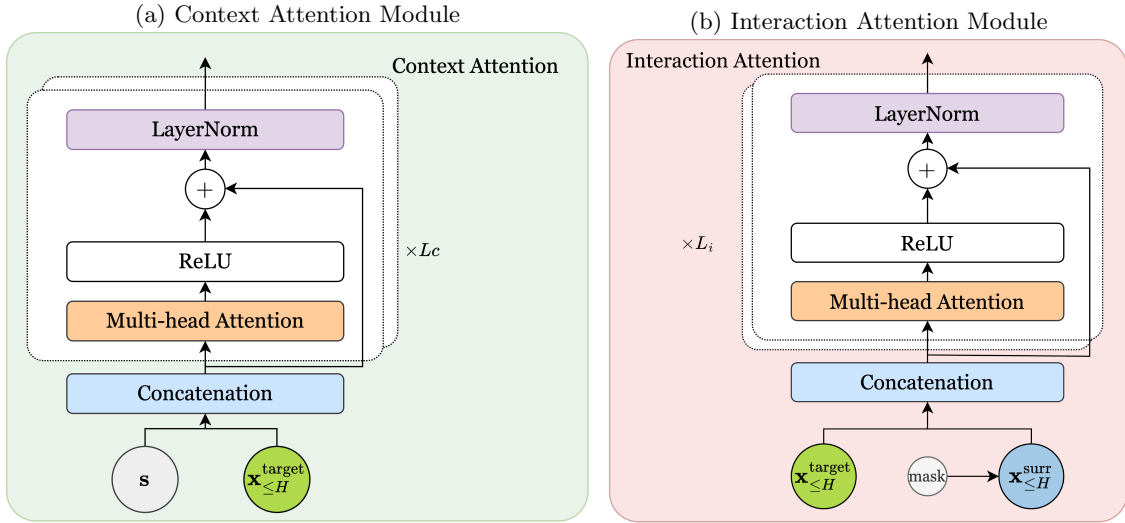 (a) Context Attention Module
Context Attention
LayerNorm
+
×Lc
ReLU
Multi-head Attention
Concatenation
s
x^{target}_{≤H}
(b) Interaction Attention Module
Interaction Attention
LayerNorm
+
×L_i
ReLU
Multi-head Attention
Concatenation
x^{target}_{≤H}
mask
x^{surr}_{≤H}